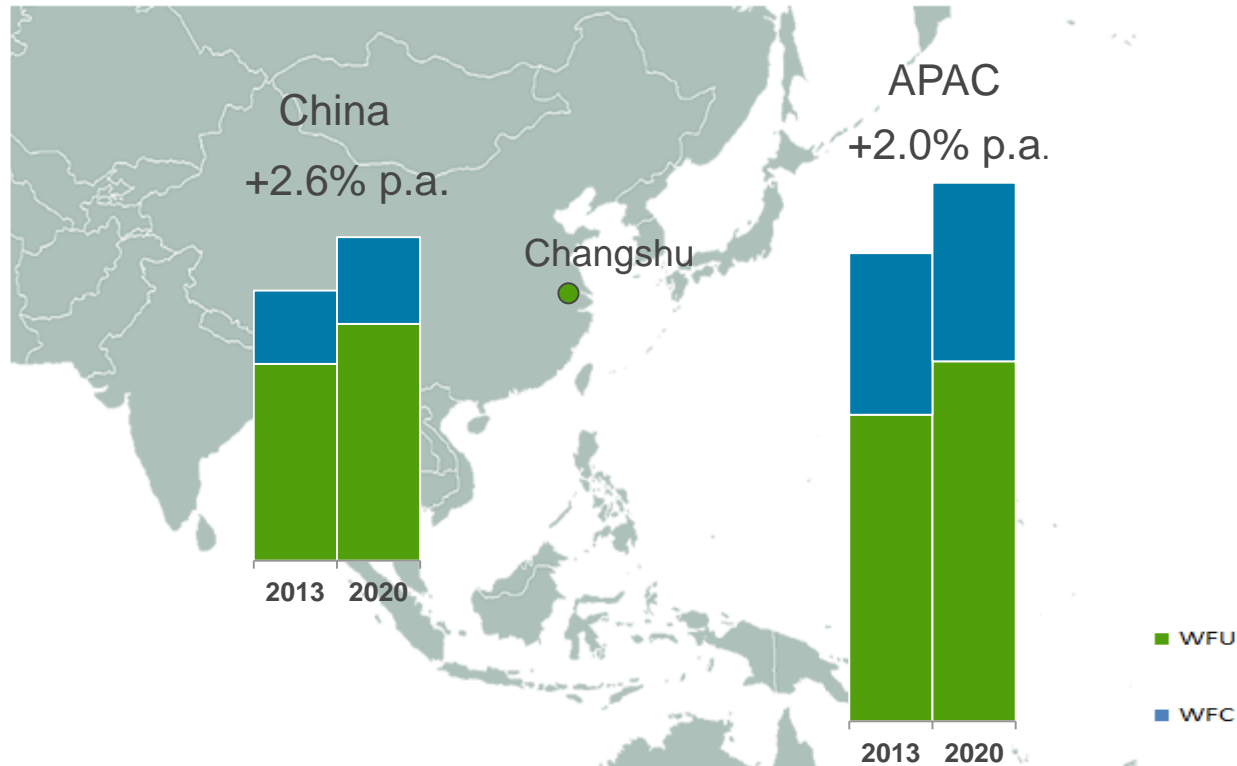 China
+2.6% p.a.
APAC
+2.0% p.a.
Changshu
2013 2020
2013 2020
WFU
WFC